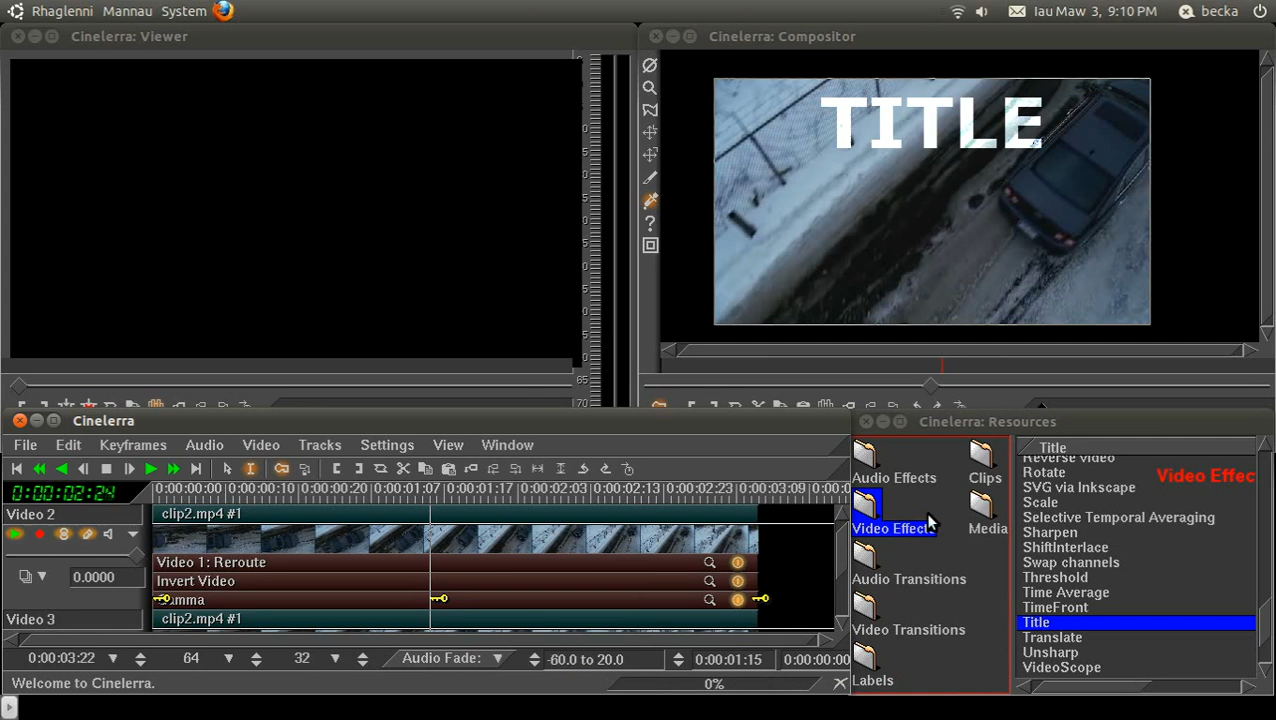 Rhaglenni Mannau System Iau Maw 3, 9:10 PM becka
Cinelerra: Viewer
Cinelerra: Compositor
TITLE
65
70
Cinelerra
File Edit Keyframes Audio Video Tracks Settings View Window
0:00:02:24
0:00:00:00 0:00:00:10 0:00:00:20 0:00:01:07 0:00:01:17 0:00:02:03 0:00:02:13 0:00:02:23 0:00:0
Video 2
clip2.mp4 #1
0.0000
Video 1: Reroute
Invert Video
Gamma
Video 3
clip2.mp4 #1
0:00:03:22 64 32 Audio Fade: -60.0 to 20.0 0:00:01:15 0:00:00:00
Welcome to Cinelerra.
0%
Cinelerra: Resources
Audio Effects
Clips
Video Effects
Media
Audio Transitions
Video Transitions
Labels
Title
Video Effec
Reverse video
Rotate
SVG via Inkscape
Scale
Selective Temporal Averaging
Sharpen
ShiftInterlace
Swap channels
Threshold
Time Average
TimeFront
Title
Translate
Unsharp
VideoScope